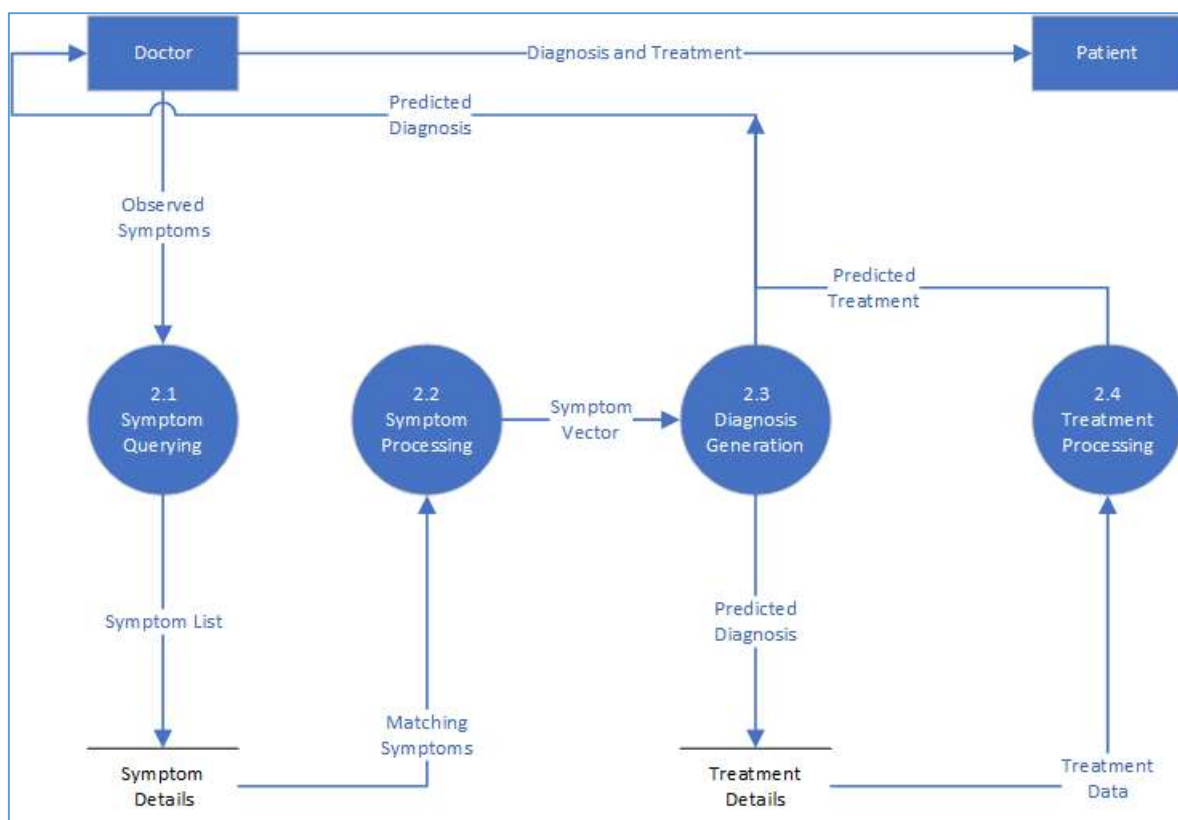 Doctor
Diagnosis and Treatment
Patient
Predicted
Diagnosis
Observed
Symptoms
Predicted
Treatment
2.1
Symptom
Querying
2.2
Symptom
Processing
Symptom
Vector
2.3
Diagnosis
Generation
2.4
Treatment
Processing
Symptom List
Predicted
Diagnosis
Matching
Symptoms
Symptom
Details
Treatment
Details
Treatment
Data